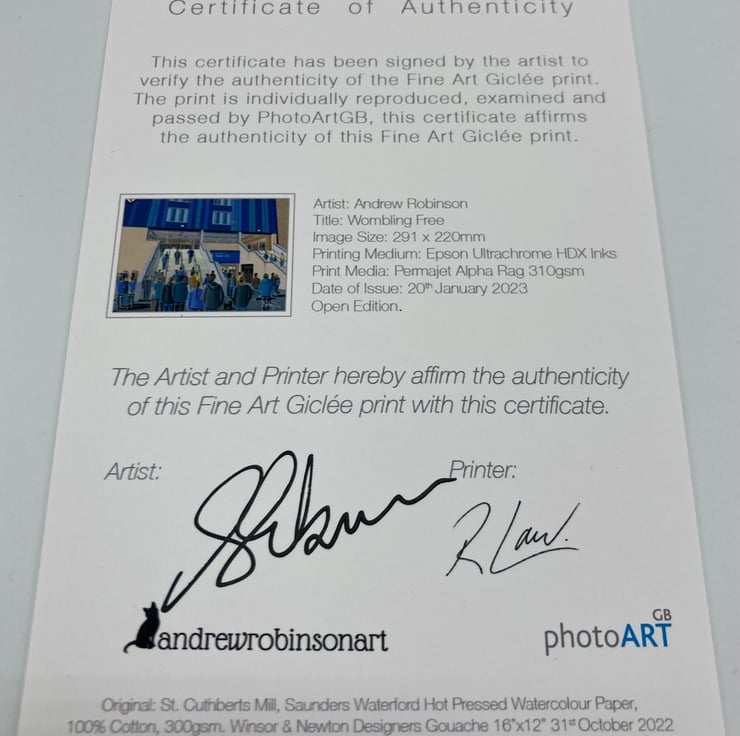 Certificate of Authenticity
This certificate has been signed by the artist to
verify the authenticity of the Fine Art Giclée print.
The print is individually reproduced, examined and
passed by PhotoArtGB, this certificate affirms
the authenticity of this Fine Art Giclée print.
Artist: Andrew Robinson
Title: Wombling Free
Image Size: 291 x 220mm
Printing Medium: Epson Ultrachrome HDX Inks
Print Media: Permajet Alpha Rag 310gsm
Date of Issue: 20th January 2023
Open Edition.
The Artist and Printer hereby affirm the authenticity
of this Fine Art Giclée print with this certificate.
Artist:
Printer:
R Law.
andrewrobinsonart
photoART GB
Original: St. Cuthberts Mill, Saunders Waterford Hot Pressed Watercolour Paper,
100% Cotton, 300gsm. Winsor & Newton Designers Gouache 16"x12" 31st October 2022